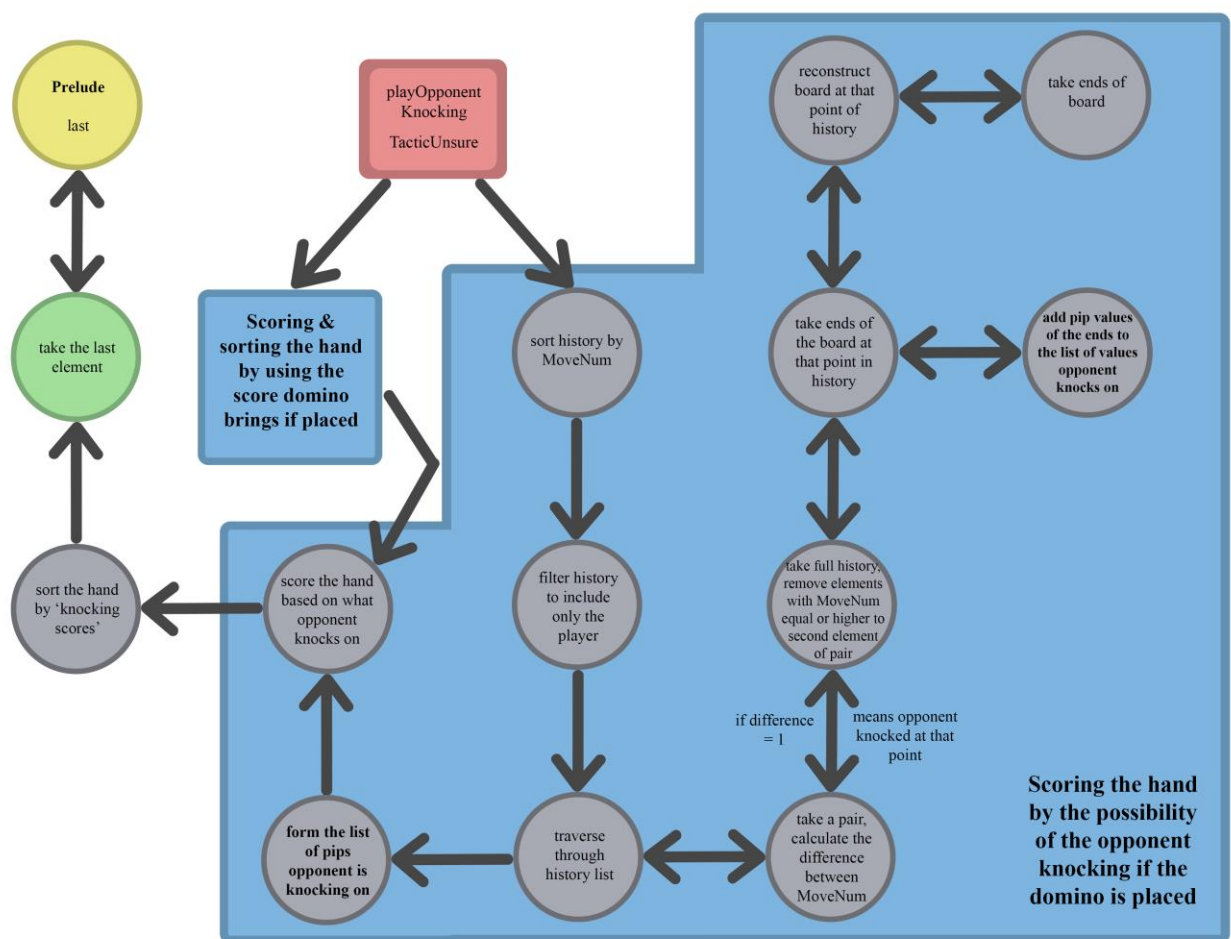 Prelude
last
playOpponent
Knocking
TacticUnsure
reconstruct
board at that
point of
history
take ends of
board
take the last
element
Scoring &
sorting the hand
by using the
score domino
brings if placed
sort history by
MoveNum
take ends of
the board at
that point in
history
add pip values
of the ends to
the list of values
opponent
knocks on
sort the hand
by ‘knocking
scores’
score the hand
based on what
opponent
knocks on
filter history
to include
only the
player
take full history,
remove elements
with MoveNum
equal or higher to
second element
of pair
if difference
= 1
means opponent
knocked at that
point
form the list
of pips
opponent is
knocking on
traverse
through
history list
take a pair,
calculate the
difference
between
MoveNum
Scoring the hand
by the possibility
of the opponent
knocking if the
domino is placed